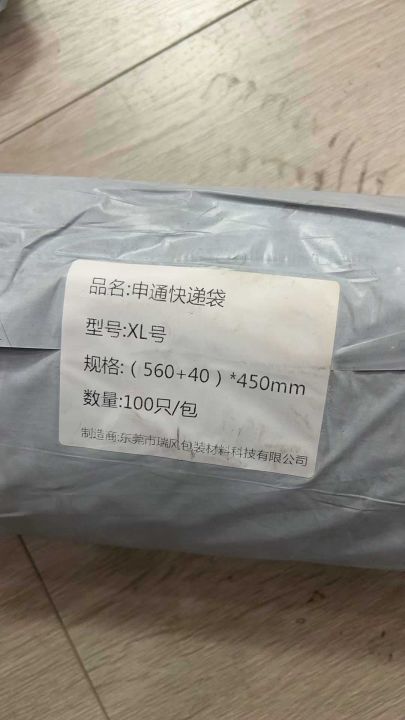 品名:申通快递袋
型号:XL号
规格:(560+40)*450mm
数量:100只/包
制造商:东莞市瑞风包装材料科技有限公司